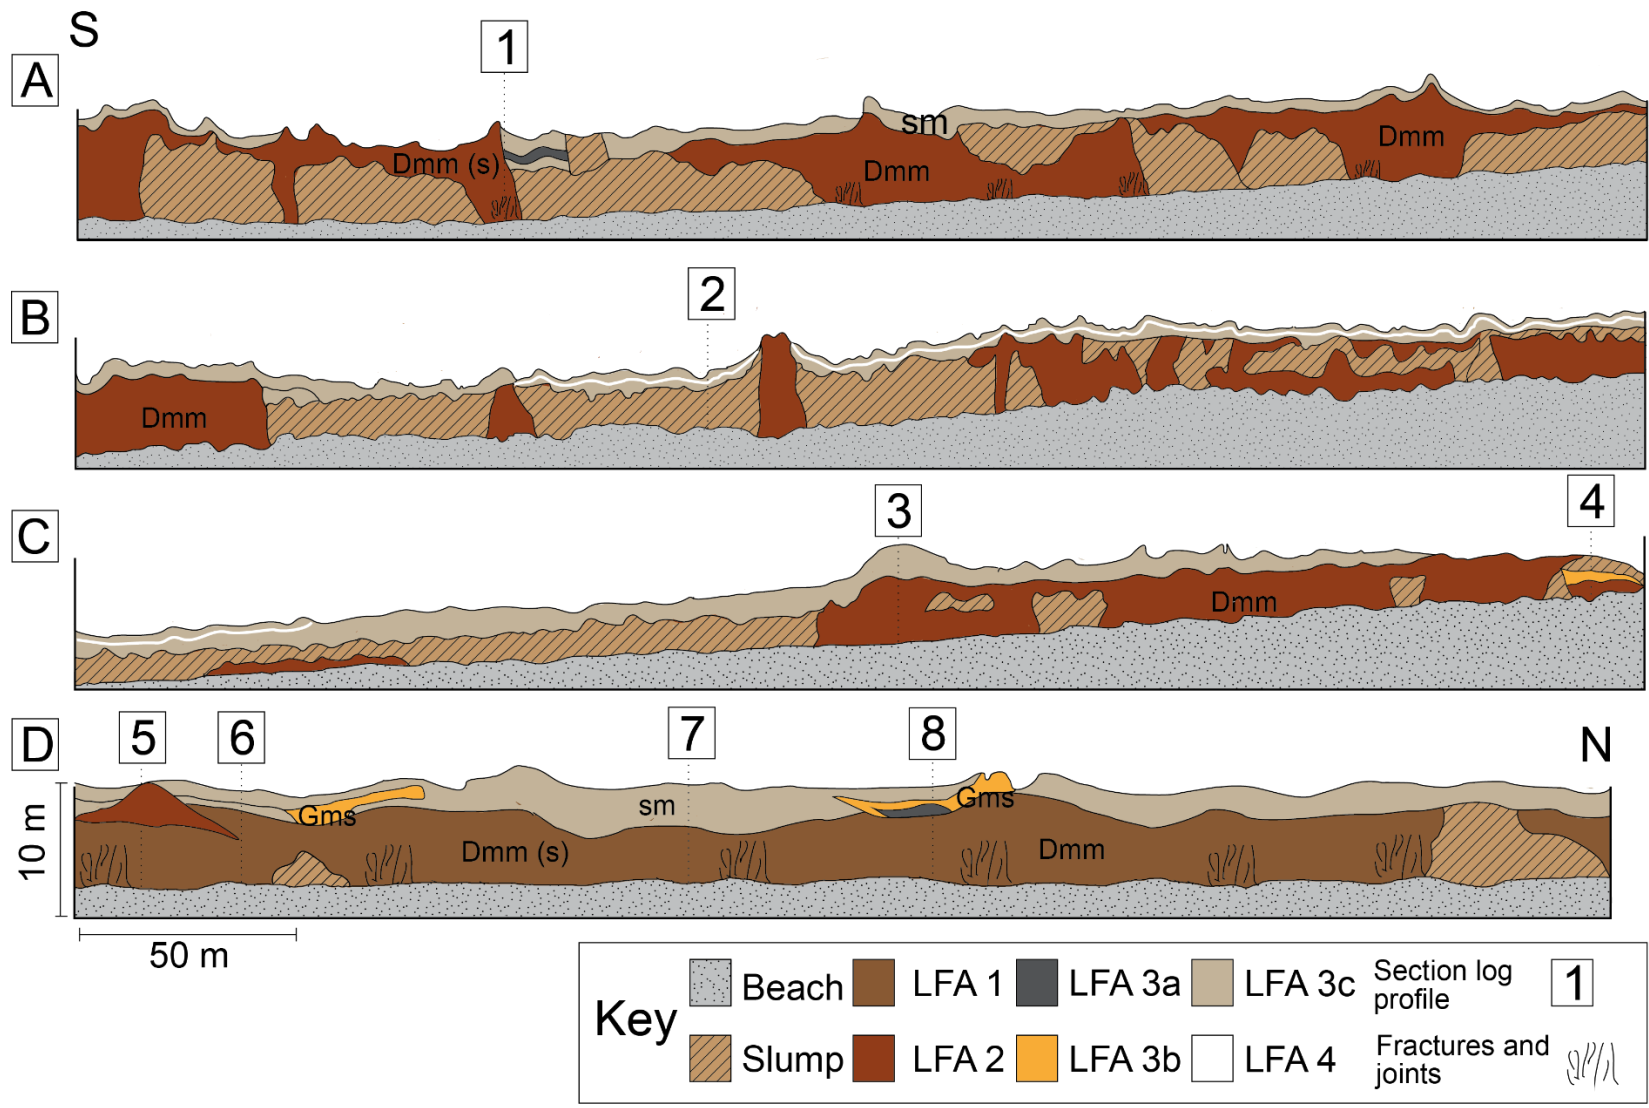 S
A
1
Dmm (s)
sm
Dmm
Dmm
B
2
Dmm
C
3
4
Dmm
D
5
6
7
8
N
10 m
Gms
sm
Gms
Dmm (s)
Dmm
50 m
Key
Beach
LFA 1
LFA 3a
LFA 3c
Section log
profile
1
Slump
LFA 2
LFA 3b
LFA 4
Fractures and
joints